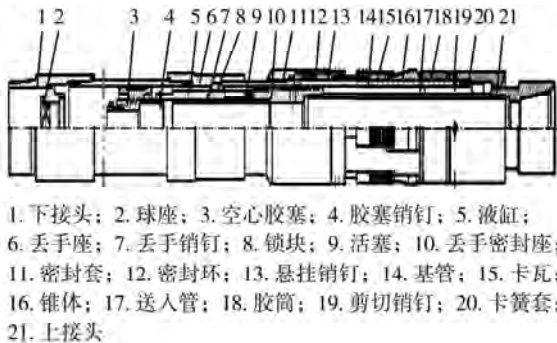 1 2 3 4 5 6 7 8 9 10 11 12 13 14 15 16 17 18 19 20 21
1. 下接头；2. 球座；3. 空心胶塞；4. 胶塞销钉；5. 液缸；
6. 丢手座；7. 丢手销钉；8. 锁块；9. 活塞；10. 丢手密封座；
11. 密封套；12. 密封环；13. 悬挂销钉；14. 基管；15. 卡瓦；
16. 锥体；17. 送入管；18. 胶筒；19. 剪切销钉；20. 卡簧套；
21. 上接头